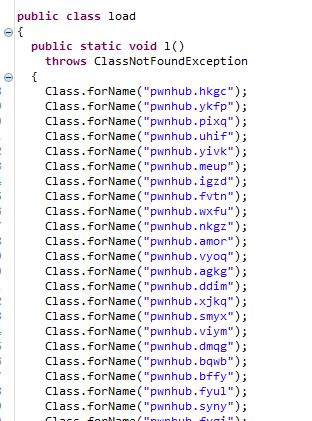 public class load
{
public static void l()
throws ClassNotFoundException
{
Class.forName("pwnhub.hkgc");
Class.forName("pwnhub.ykfp");
Class.forName("pwnhub.pixq");
Class.forName("pwnhub.uhif");
Class.forName("pwnhub.yivk");
Class.forName("pwnhub.meup");
Class.forName("pwnhub.igzd");
Class.forName("pwnhub.fvtn");
Class.forName("pwnhub.wxfu");
Class.forName("pwnhub.nkgz");
Class.forName("pwnhub.amor");
Class.forName("pwnhub.vyoq");
Class.forName("pwnhub.agkg");
Class.forName("pwnhub.ddim");
Class.forName("pwnhub.xjkq");
Class.forName("pwnhub.smyx");
Class.forName("pwnhub.viym");
Class.forName("pwnhub.dmqg");
Class.forName("pwnhub.bqwb");
Class.forName("pwnhub.bffy");
Class.forName("pwnhub.fyul");
Class.forName("pwnhub.syny");